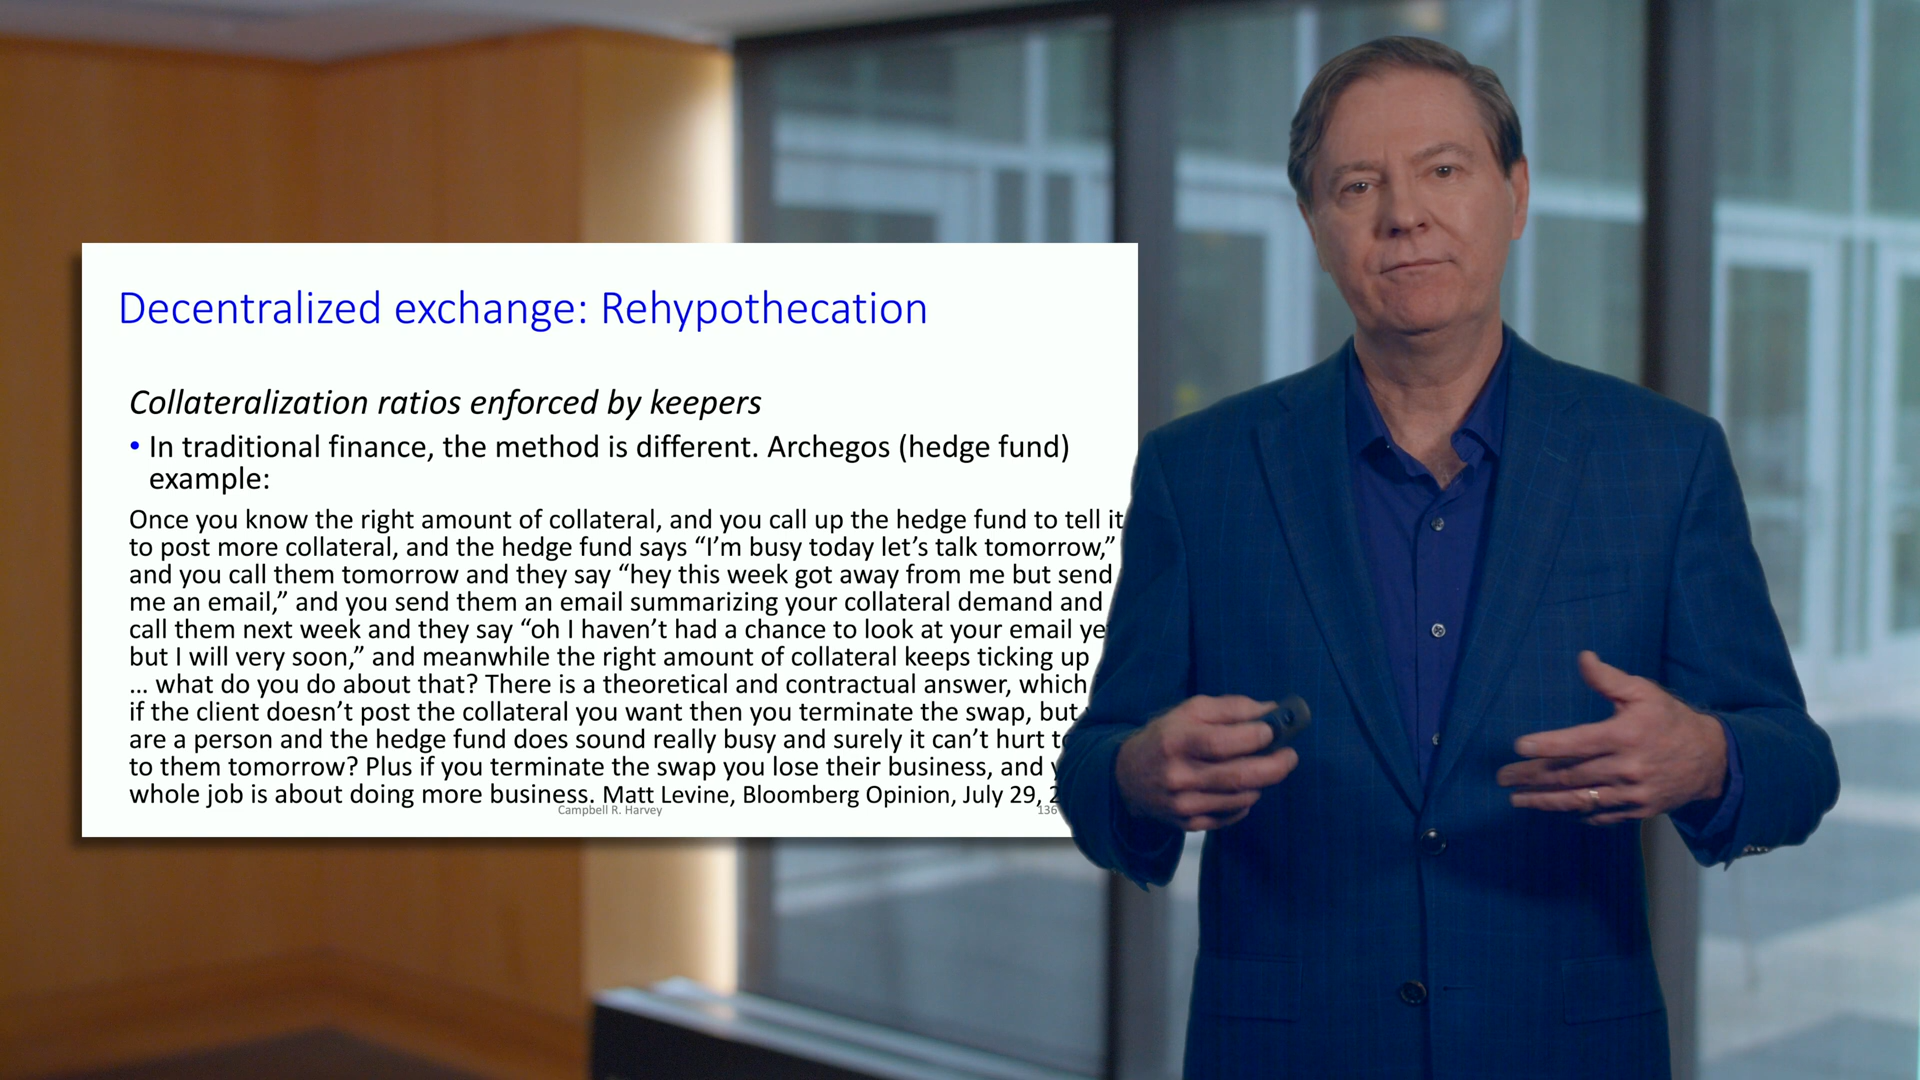 Decentralized exchange: Rehypothecation
Collateralization ratios enforced by keepers
• In traditional finance, the method is different. Archegos (hedge fund)
example:
Once you know the right amount of collateral, and you call up the hedge fund to tell it
to post more collateral, and the hedge fund says “I’m busy today let’s talk tomorrow,”
and you call them tomorrow and they say “hey this week got away from me but send
me an email,” and you send them an email summarizing your collateral demand and
call them next week and they say “oh I haven’t had a chance to look at your email
but I will very soon,” and meanwhile the right amount of collateral keeps ticking up
... what do you do about that? There is a theoretical and contractual answer, which
if the client doesn’t post the collateral you want then you terminate the swap, but
are a person and the hedge fund does sound really busy and surely it can’t hurt
to them tomorrow? Plus if you terminate the swap you lose their business, and
whole job is about doing more business. Matt Levine, Bloomberg Opinion, July 29,
Campbell R. Harvey
136